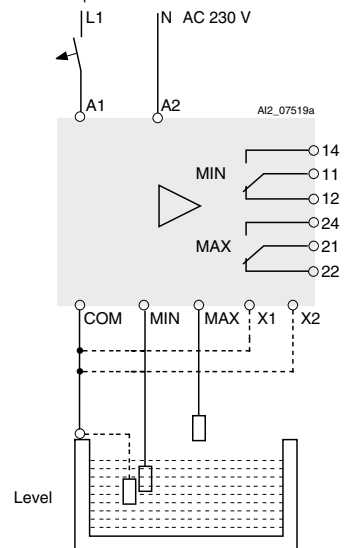 L1 N AC 230 V
A1 A2 AI2_07519a
14
MIN 11
12
24
MAX 21
22
COM MIN MAX X1 X2
Level